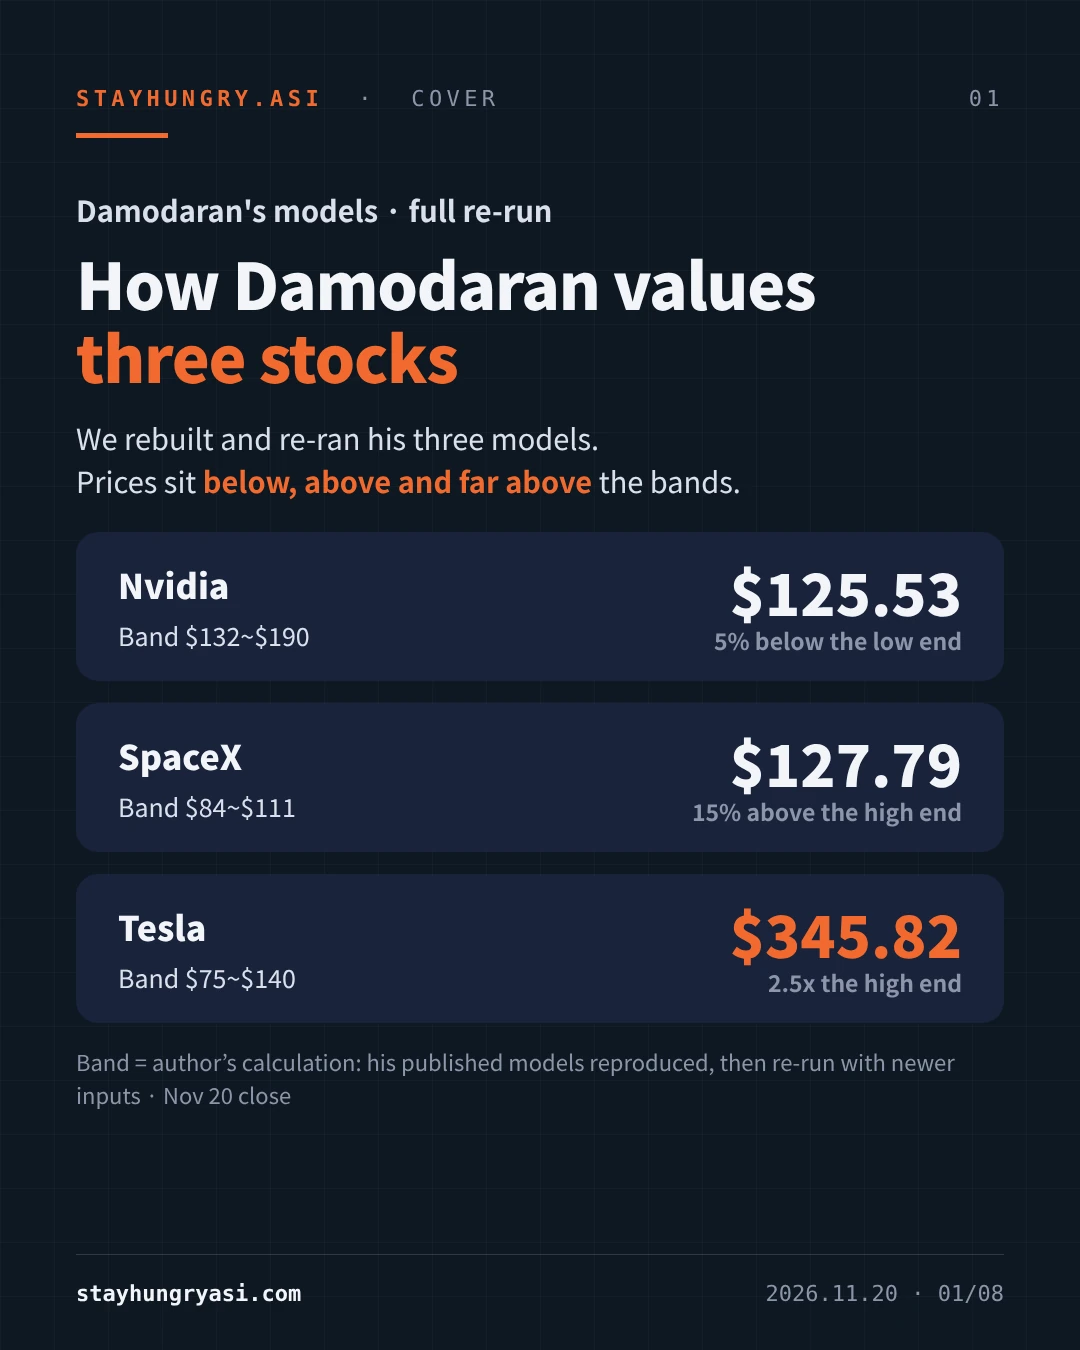 STAYHUNGRY.ASI · COVER 01
Damodaran's models · full re-run
How Damodaran values
three stocks
We rebuilt and re-ran his three models.
Prices sit below, above and far above the bands.
Nvidia
Band $132~$190
$125.53
5% below the low end
SpaceX
Band $84~$111
$127.79
15% above the high end
Tesla
Band $75~$140
$345.82
2.5x the high end
Band = author’s calculation: his published models reproduced, then re-run with newer
inputs · Nov 20 close
stayhungryasi.com
2026.11.20 · 01/08